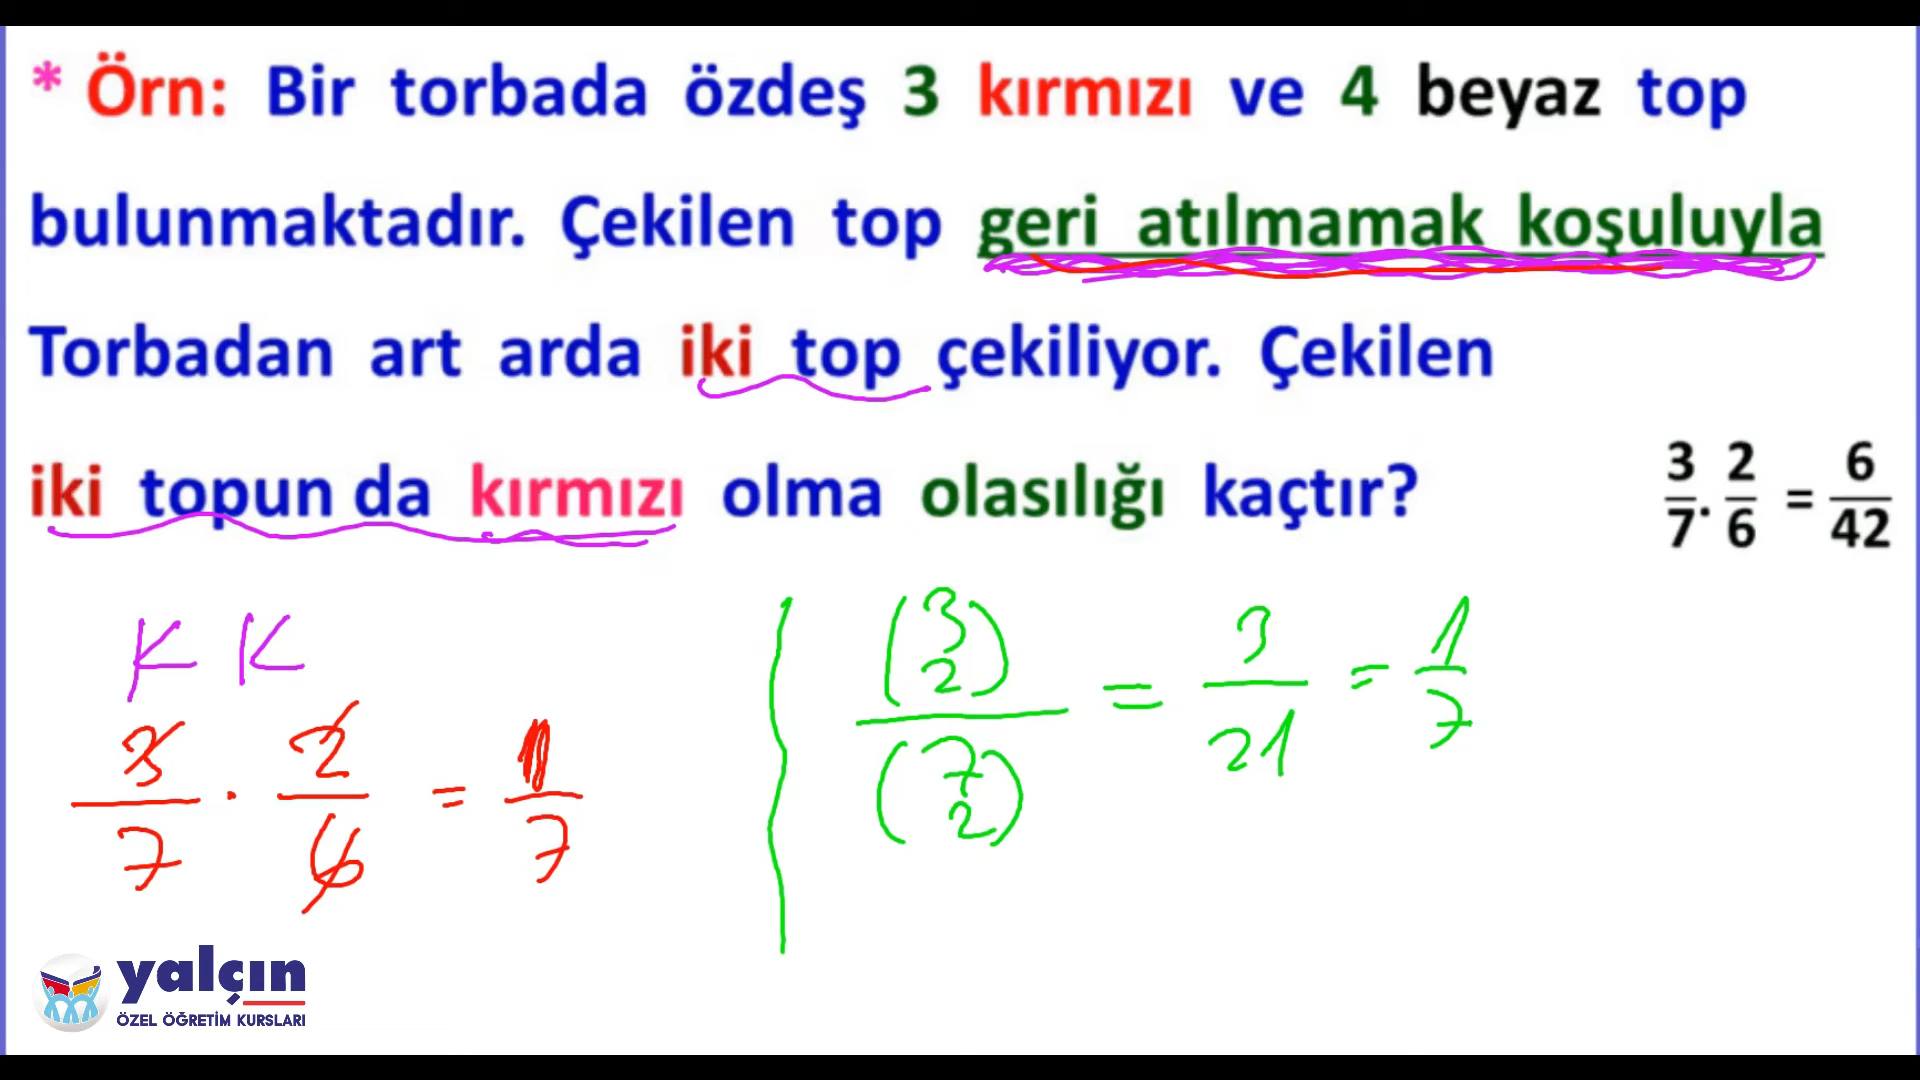 * Örn: Bir torbada özdeş 3 kırmızı ve 4 beyaz top
bulunmaktadır. Çekilen top geri atılmamak koşuluyla
Torbadan art arda iki top çekiliyor. Çekilen
iki topun da kırmızı olma olasılığı kaçtır?
3/7 . 2/6 = 6/42
K K
3/7 . 2/6 = 1/7
(3 2)/(7 2) = 3/21 = 1/7
yalçın
ÖZEL ÖĞRETİM KURSLARI